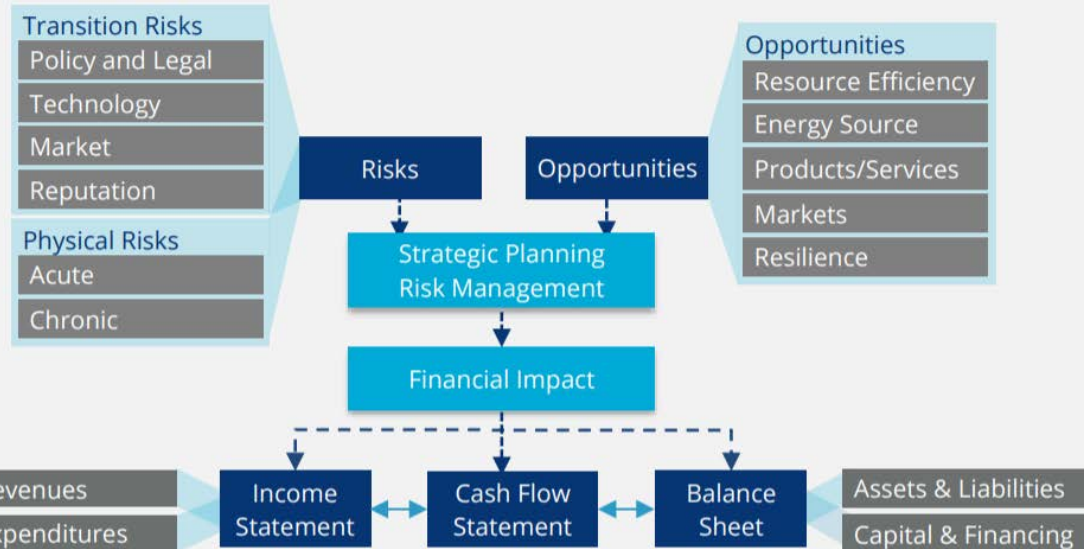 Transition Risks
Policy and Legal
Technology
Market
Reputation
Physical Risks
Acute
Chronic
Risks
Opportunities
Opportunities
Resource Efficiency
Energy Source
Products/Services
Markets
Resilience
Strategic Planning
Risk Management
Financial Impact
evenues
xpenditures
Income
Statement
Cash Flow
Statement
Balance
Sheet
Assets & Liabilities
Capital & Financing